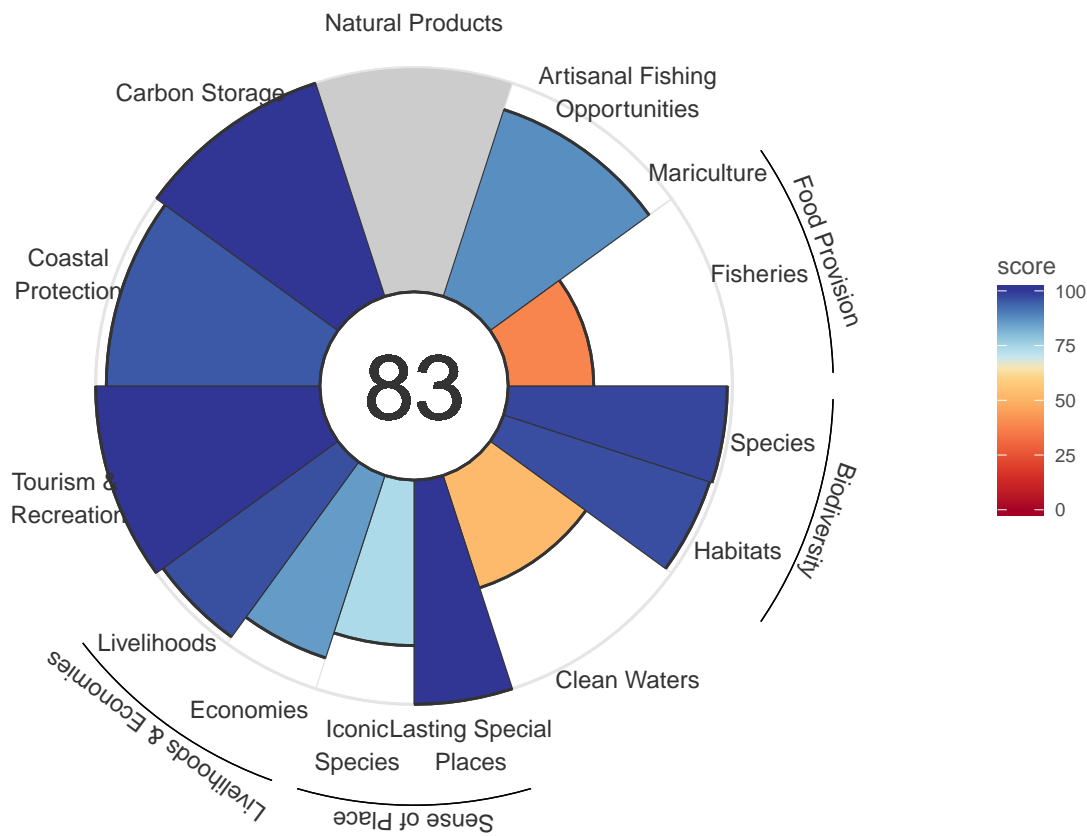 Natural Products
Artisanal Fishing
Opportunities
Carbon Storage
Mariculture
Food Provision
Fisheries
Coastal
Protection
83
score
100
75
50
25
0
Species
Biodiversity
Habitats
Tourism &
Recreation
Livelihoods
Livelihoods & Economies
Economies
Clean Waters
Iconic
Species
Lasting Special
Places
Sense of Place